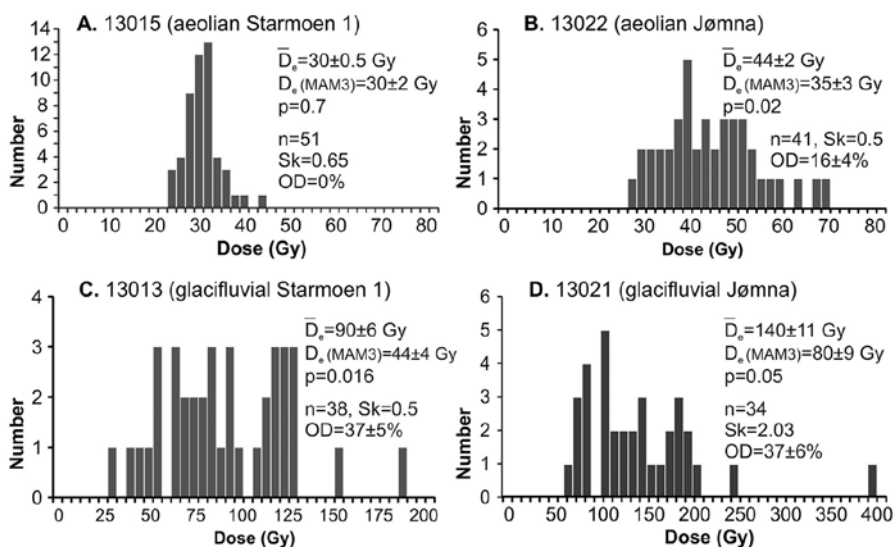 A. 13015 (aeolian Starmoen 1)
D̅e=30±0.5 Gy
De (MAM3)=30±2 Gy
p=0.7
n=51
Sk=0.65
OD=0%
Number
14
12
10
8
6
4
2
0
0 10 20 30 40 50 60 70 80
Dose (Gy)
B. 13022 (aeolian Jømna)
D̅e=44±2 Gy
De (MAM3)=35±3 Gy
p=0.02
n=41, Sk=0.5
OD=16±4%
Number
6
5
4
3
2
1
0
0 10 20 30 40 50 60 70 80
Dose (Gy)
C. 13013 (glacifluvial Starmoen 1)
D̅e=90±6 Gy
De (MAM3)=44±4 Gy
p=0.016
n=38, Sk=0.5
OD=37±5%
Number
4
3
2
1
0
0 25 50 75 100 125 150 175 200
Dose (Gy)
D. 13021 (glacifluvial Jømna)
D̅e=140±11 Gy
De (MAM3)=80±9 Gy
p=0.05
n=34
Sk=2.03
OD=37±6%
Number
6
5
4
3
2
1
0
0 50 100 150 200 250 300 350 400
Dose (Gy)